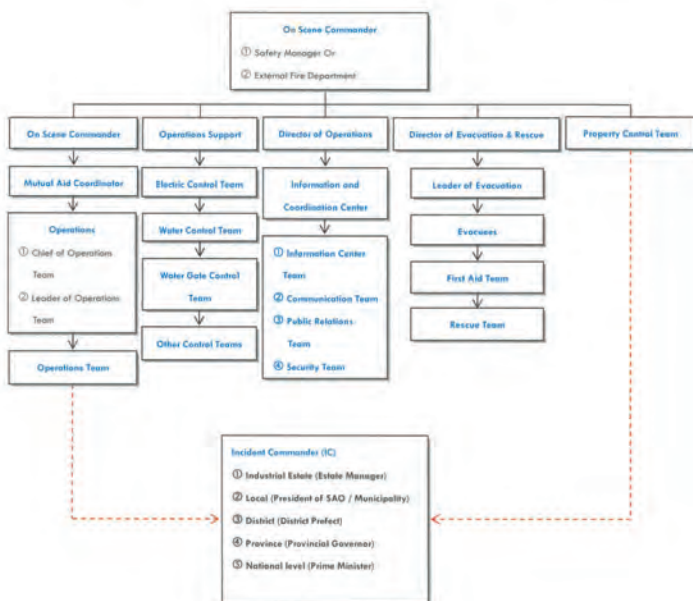 On Scene Commander
① Safety Manager Or
② External Fire Department
On Scene Commander
Operations Support
Director of Operations
Director of Evacuation & Rescue
Property Control Team
Mutual Aid Coordinator
Operations
① Chief of Operations
Team
② Leader of Operations
Team
Operations Team
Electric Control Team
Water Control Team
Water Gate Control
Team
Other Control Teams
Information and
Coordination Center
① Information Center
Team
② Communication Team
③ Public Relations
Team
④ Security Team
Leader of Evacuation
Evacuees
First Aid Team
Rescue Team
Incident Commander (IC)
① Industrial Estate (Estate Manager)
② Local (President of SAO / Municipality)
③ District (District Prefect)
④ Province (Provincial Governor)
⑤ National level (Prime Minister)